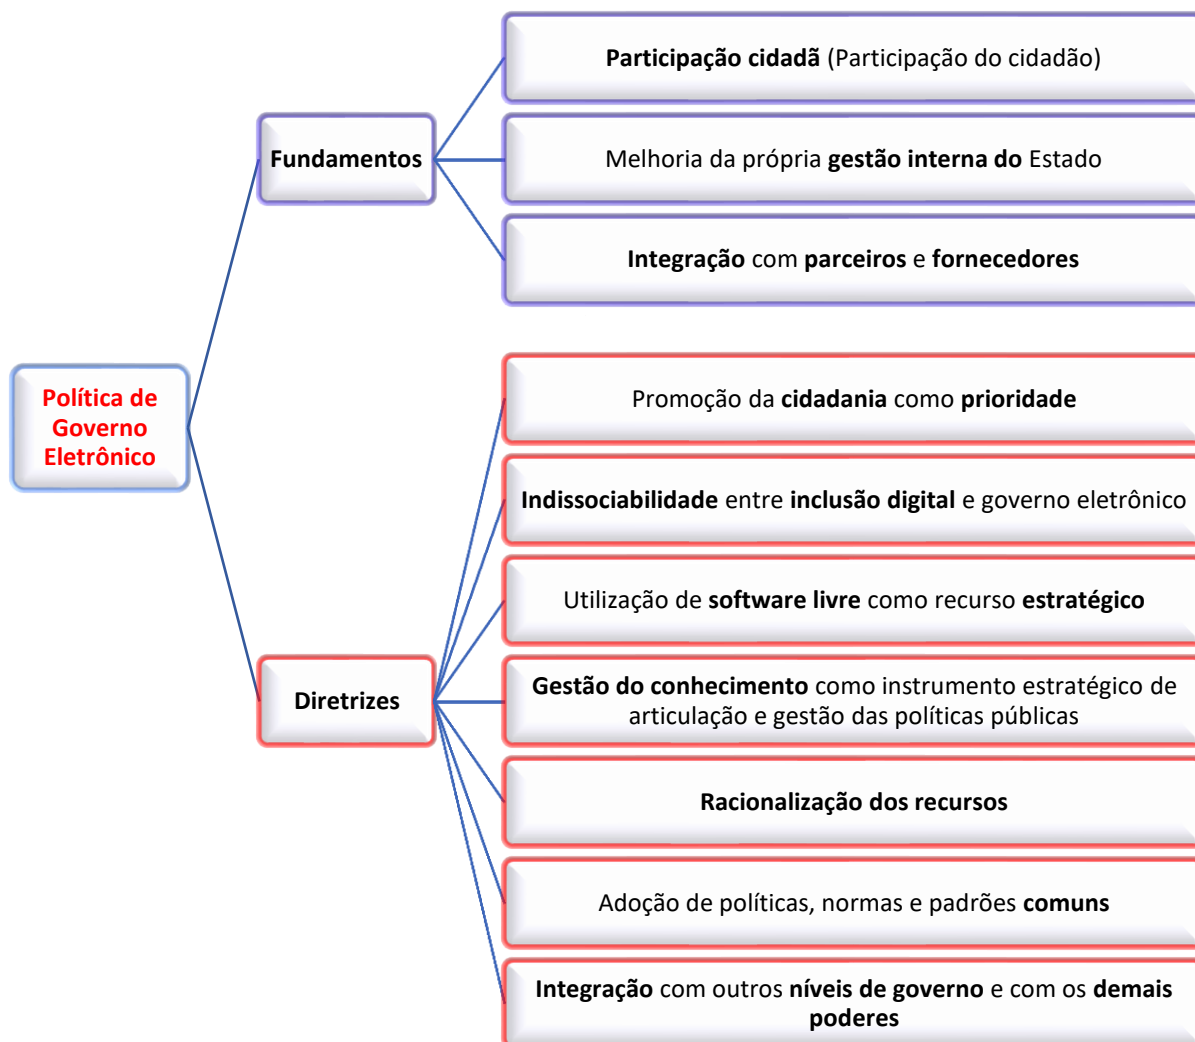 Participação cidadã (Participação do cidadão)
Fundamentos
Melhoria da própria gestão interna do Estado
Integração com parceiros e fornecedores
Política de
Governo
Eletrônico
Promoção da cidadania como prioridade
Indissociabilidade entre inclusão digital e governo eletrônico
Utilização de software livre como recurso estratégico
Diretrizes
Gestão do conhecimento como instrumento estratégico de
articulação e gestão das políticas públicas
Racionalização dos recursos
Adoção de políticas, normas e padrões comuns
Integração com outros níveis de governo e com os demais
poderes